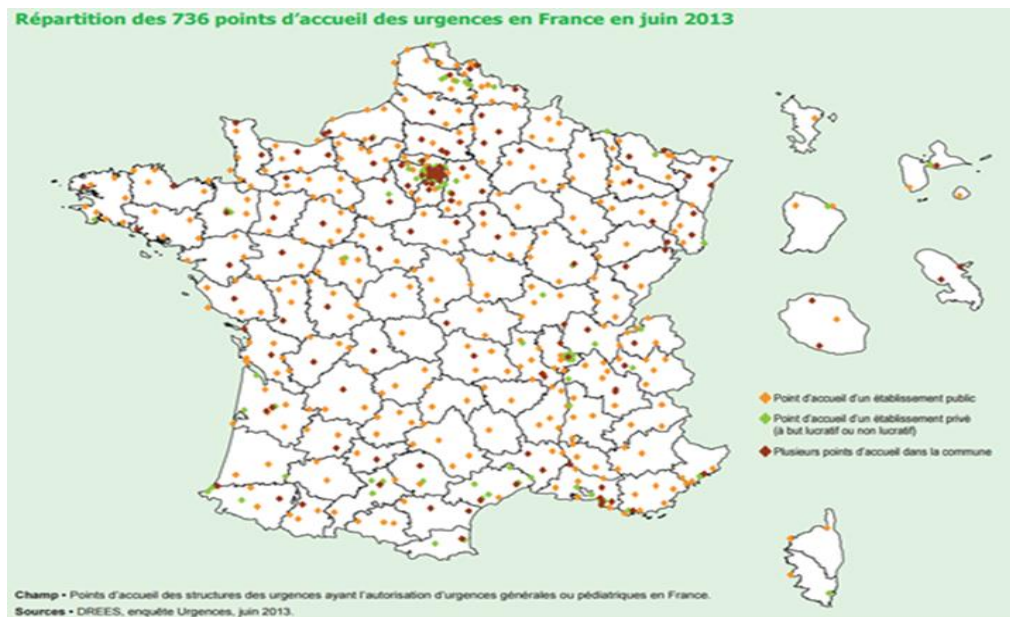 Répartition des 736 points d'accueil des urgences en France en juin 2013
Point d'accueil d'un établissement public
Point d'accueil d'un établissement privé
(à but lucratif ou non lucratif)
Plusieurs points d'accueil dans la commune
Champ • Points d'accueil des structures des urgences ayant l'autorisation d'urgences générales ou pédiatriques en France.
Sources • DREES, enquête Urgences, juin 2013.